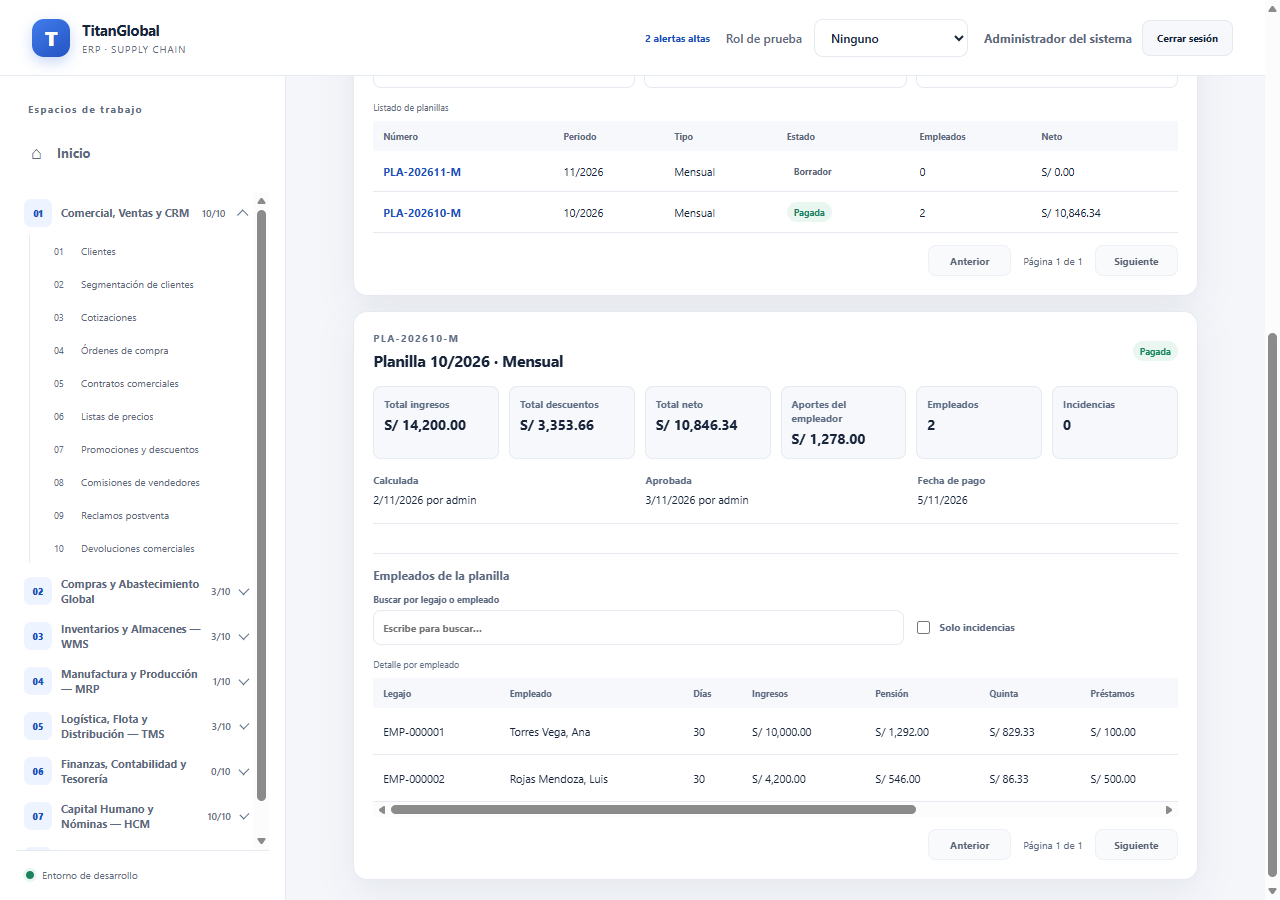 T
TitanGlobal
ERP · SUPPLY CHAIN
2 alertas altas
Rol de prueba
Ninguno
Administrador del sistema
Cerrar sesión
Espacios de trabajo
Inicio
01 Comercial, Ventas y CRM 10/10
01 Clientes
02 Segmentación de clientes
03 Cotizaciones
04 Órdenes de compra
05 Contratos comerciales
06 Listas de precios
07 Promociones y descuentos
08 Comisiones de vendedores
09 Reclamos postventa
10 Devoluciones comerciales
02 Compras y Abastecimiento Global 3/10
03 Inventarios y Almacenes — WMS 3/10
04 Manufactura y Producción — MRP 1/10
05 Logística, Flota y Distribución — TMS 3/10
06 Finanzas, Contabilidad y Tesorería 0/10
07 Capital Humano y Nóminas — HCM 10/10
Entorno de desarrollo
Listado de planillas
Número Periodo Tipo Estado Empleados Neto
PLA-202611-M 11/2026 Mensual Borrador 0 S/ 0.00
PLA-202610-M 10/2026 Mensual Pagada 2 S/ 10,846.34
Anterior Página 1 de 1 Siguiente
PLA-202610-M
Planilla 10/2026 · Mensual
Pagada
Total ingresos
S/ 14,200.00
Total descuentos
S/ 3,353.66
Total neto
S/ 10,846.34
Aportes del empleador
S/ 1,278.00
Empleados
2
Incidencias
0
Calculada
2/11/2026 por admin
Aprobada
3/11/2026 por admin
Fecha de pago
5/11/2026
Empleados de la planilla
Buscar por legajo o empleado
Escribe para buscar...
Solo incidencias
Detalle por empleado
Legajo Empleado Días Ingresos Pensión Quinta Préstamos
EMP-000001 Torres Vega, Ana 30 S/ 10,000.00 S/ 1,292.00 S/ 829.33 S/ 100.00
EMP-000002 Rojas Mendoza, Luis 30 S/ 4,200.00 S/ 546.00 S/ 86.33 S/ 500.00
Anterior Página 1 de 1 Siguiente